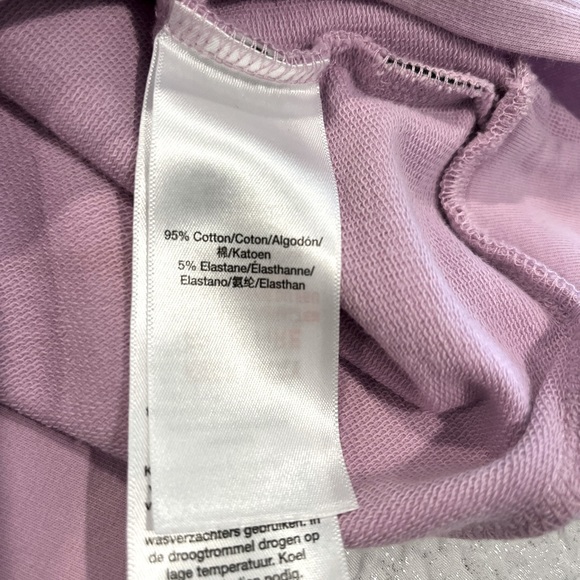 95% Cotton/Coton/Algodón/
棉/Katoen
5% Elastane/Élasthanne/
Elastano/氨纶/Elasthan
wasverzachters gebruiken. In
de droogtrommel drogen op
lage temperatuur. Koel
nodig.